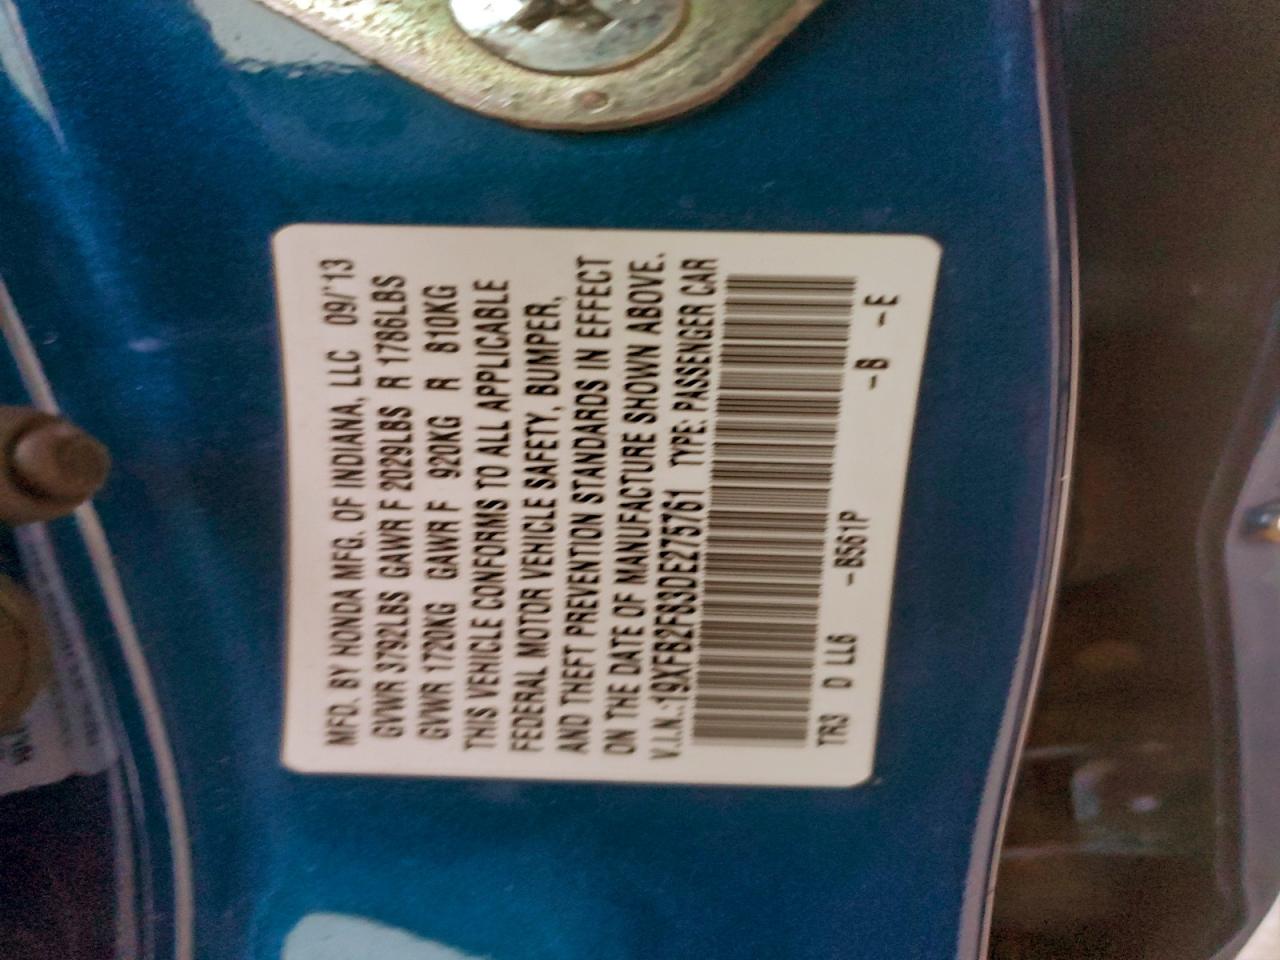 MFD. BY HONDA MFG. OF INDIANA, LLC 09/'13
GVWR 3792LBS GAWR F 2029LBS R 1786LBS
GVWR 1720KG GAWR F 920KG R 810KG
THIS VEHICLE CONFORMS TO ALL APPLICABLE
FEDERAL MOTOR VEHICLE SAFETY, BUMPER,
AND THEFT PREVENTION STANDARDS IN EFFECT
ON THE DATE OF MANUFACTURE SHOWN ABOVE.
V.I.N.:19XFB2F83DE275761 TYPE: PASSENGER CAR
TR3 D LL6 -B561P -B -E